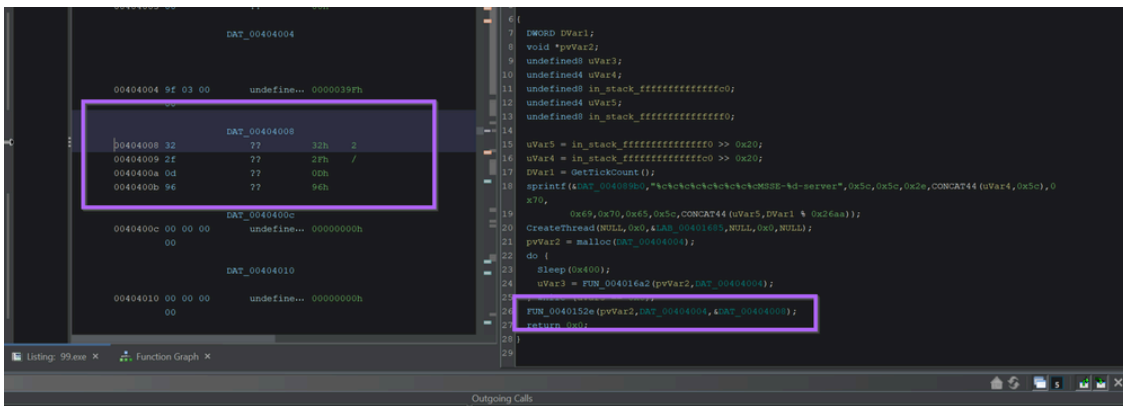 DAT_00404004
00404004 9f 03 00 undefine... 0000039Fh
00
DAT_00404008
00404008 32 ?? 32h 2
00404009 2f ?? 2Fh /
0040400a 0d ?? 0Dh
0040400b 96 ?? 96h
DAT_0040400c
0040400c 00 00 00 undefine... 00000000h
00
DAT_00404010
00404010 00 00 00 undefine... 00000000h
00
Listing: 99.exe ×
Function Graph ×
6 {
7 DWORD DVar1;
8 void *pvVar2;
9 undefined8 uVar3;
10 undefined4 uVar4;
11 undefined8 in_stack_ffffffffffffffc0;
12 undefined4 uVar5;
13 undefined8 in_stack_fffffffffffffff0;
14
15 uVar5 = in_stack_fffffffffffffff0 >> 0x20;
16 uVar4 = in_stack_ffffffffffffffc0 >> 0x20;
17 DVar1 = GetTickCount();
18 sprintf(&DAT_004089b0,"%c%c%c%c%c%c%c%c%cMSSE-%d-server",0x5c,0x5c,0x2e,CONCAT44(uVar4,0x5c),0
x70,
19 0x69,0x70,0x65,0x5c,CONCAT44(uVar5,DVar1 % 0x26aa));
20 CreateThread(NULL,0x0,&LAB_00401685,NULL,0x0,NULL);
21 pvVar2 = malloc(DAT_00404004);
22 do {
23 Sleep(0x400);
24 uVar3 = FUN_004016a2(pvVar2,DAT_00404004);
25
26 FUN_0040152e(pvVar2,DAT_00404004,&DAT_00404008);
27 return 0x0;
28 }
29
Outgoing Calls